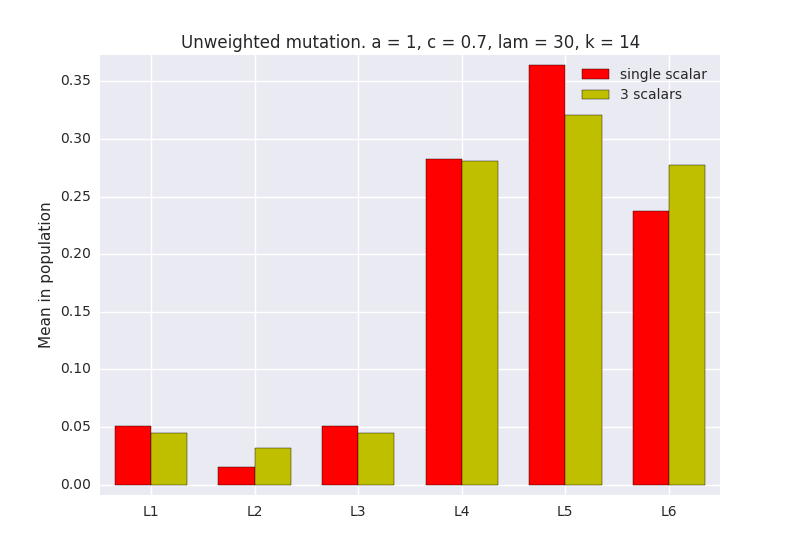 Unweighted mutation. a = 1, c = 0.7, lam = 30, k = 14
single scalar
3 scalars
Mean in population
0.35
0.30
0.25
0.20
0.15
0.10
0.05
0.00
L1 L2 L3 L4 L5 L6